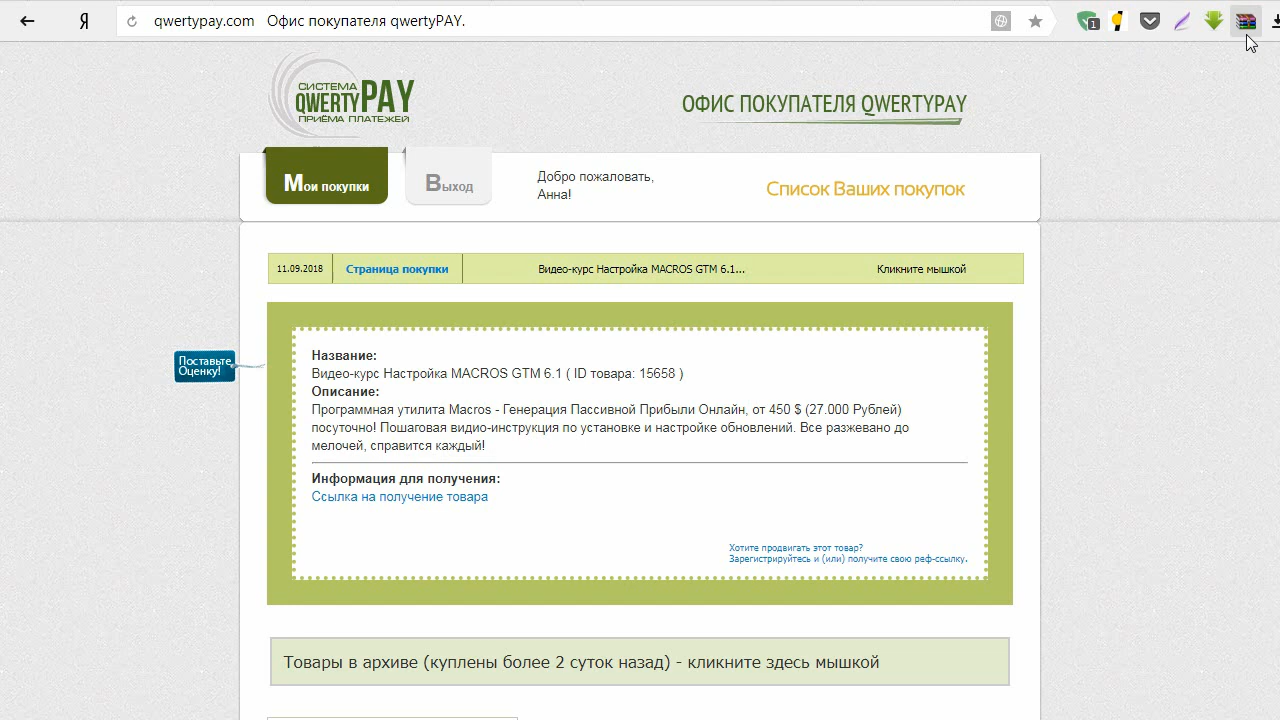 Я
qwertypay.com Офис покупателя qwertyPAY.
1
СИСТЕМА
QWERTYPAY
ПРИЁМА ПЛАТЕЖЕЙ
ОФИС ПОКУПАТЕЛЯ QWERTYPAY
Мои покупки
Выход
Добро пожаловать,
Анна!
Список Ваших покупок
11.09.2018 Страница покупки Видео-курс Настройка MACROS GTM 6.1... Кликните мышкой
Поставьте
Оценку!
Название:
Видео-курс Настройка MACROS GTM 6.1 ( ID товара: 15658 )
Описание:
Программная утилита Macros - Генерация Пассивной Прибыли Онлайн, от 450 $ (27.000 Рублей)
посуточно! Пошаговая видио-инструкция по установке и настройке обновлений. Все разжевано до
мелочей, справится каждый!
Информация для получения:
Ссылка на получение товара
Хотите продвигать этот товар?
Зарегистрируйтесь и (или) получите свою реф-ссылку.
Товары в архиве (куплены более 2 суток назад) - кликните здесь мышкой